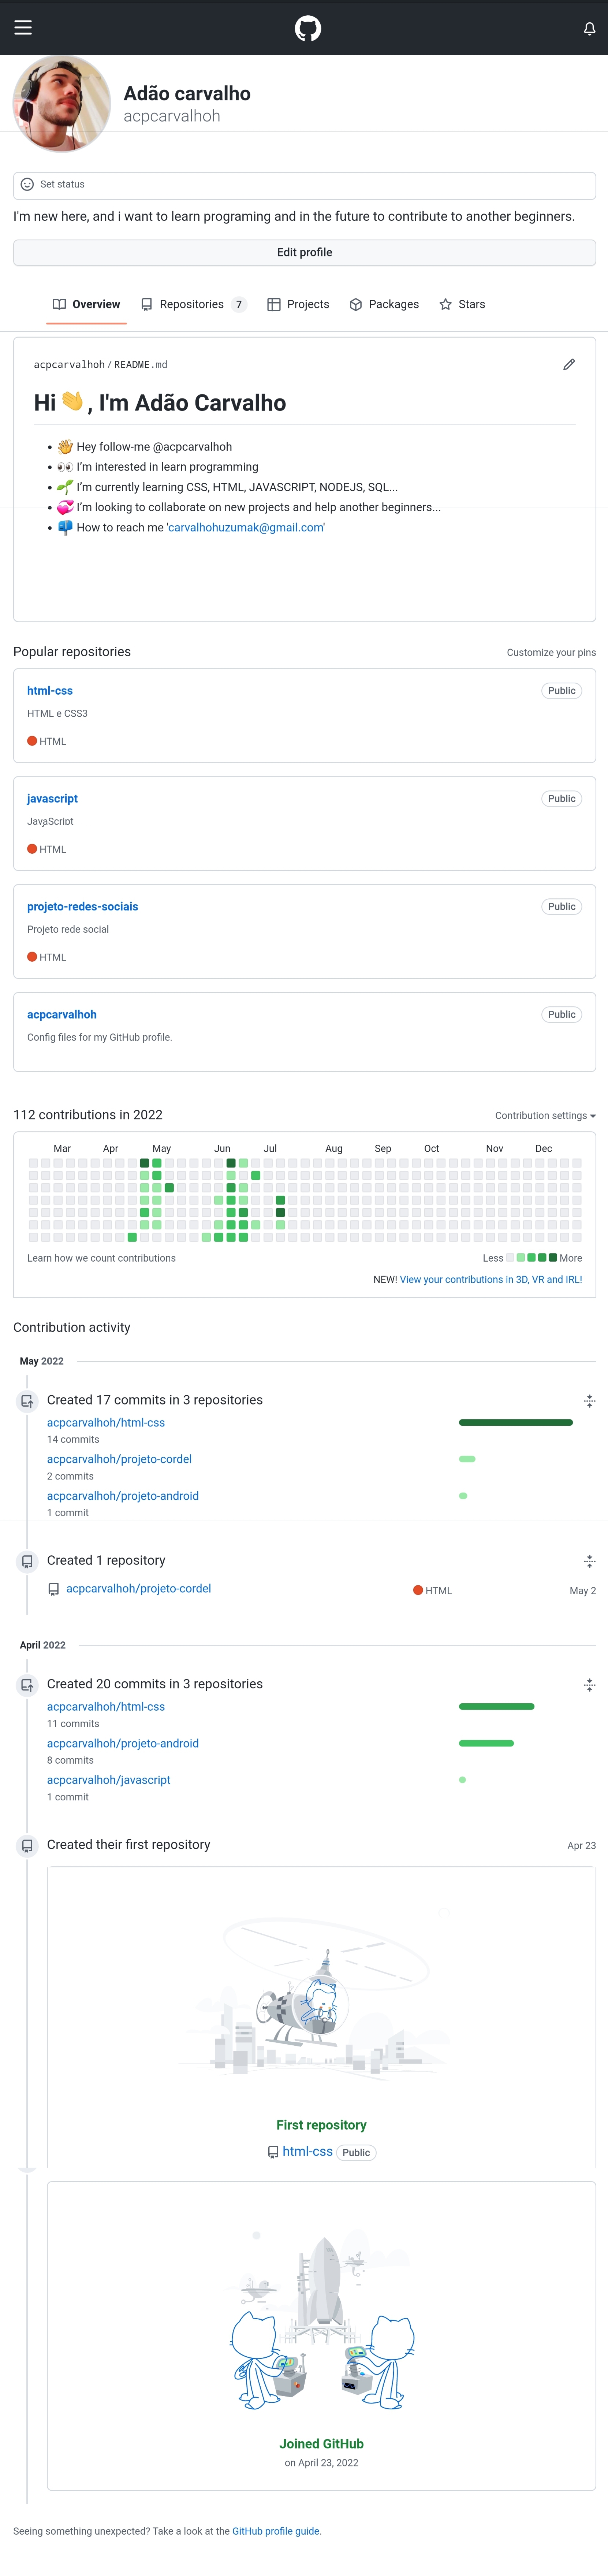 Adão carvalho
acpcarvalhoh
Set status
I'm new here, and i want to learn programing and in the future to contribute to another beginners.
Edit profile
Overview Repositories 7 Projects Packages Stars
acpcarvalhoh/README.md
Hi 👋, I'm Adão Carvalho
👋 Hey follow-me @acpcarvalhoh
👀 I'm interested in learn programming
🌱 I'm currently learning CSS, HTML, JAVASCRIPT, NODEJS, SQL...
💞 I'm looking to collaborate on new projects and help another beginners...
📫 How to reach me 'carvalhohuzumak@gmail.com'
Popular repositories Customize your pins
html-css Public
HTML e CSS3
HTML
javascript Public
JavaScript
HTML
projeto-redes-sociais Public
Projeto rede social
HTML
acpcarvalhoh Public
Config files for my GitHub profile.
112 contributions in 2022 Contribution settings
Mar Apr May Jun Jul Aug Sep Oct Nov Dec
Learn how we count contributions Less More
NEW! View your contributions in 3D, VR and IRL!
Contribution activity
May 2022
Created 17 commits in 3 repositories
acpcarvalhoh/html-css
14 commits
acpcarvalhoh/projeto-cordel
2 commits
acpcarvalhoh/projeto-android
1 commit
Created 1 repository
acpcarvalhoh/projeto-cordel HTML May 2
April 2022
Created 20 commits in 3 repositories
acpcarvalhoh/html-css
11 commits
acpcarvalhoh/projeto-android
8 commits
acpcarvalhoh/javascript
1 commit
Created their first repository Apr 23
First repository
html-css Public
Joined GitHub
on April 23, 2022
Seeing something unexpected? Take a look at the GitHub profile guide.